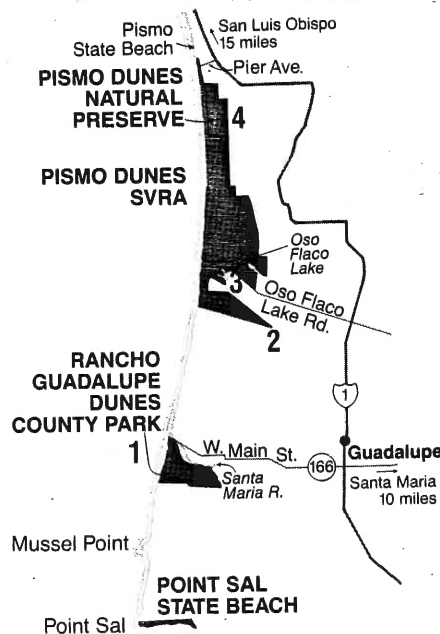 Pismo
State Beach
San Luis Obispo
15 miles
Pier Ave.
PISMO DUNES
NATURAL
PRESERVE
4
PISMO DUNES
SVRA
Oso
Flaco
Lake
3
Oso Flaco
Lake Rd.
2
RANCHO
GUADALUPE
DUNES
COUNTY PARK
1
1
W. Main St.
166
Guadalupe
Santa
Maria R.
Santa Maria
10 miles
Mussel Point
POINT SAL
STATE BEACH
Point Sal